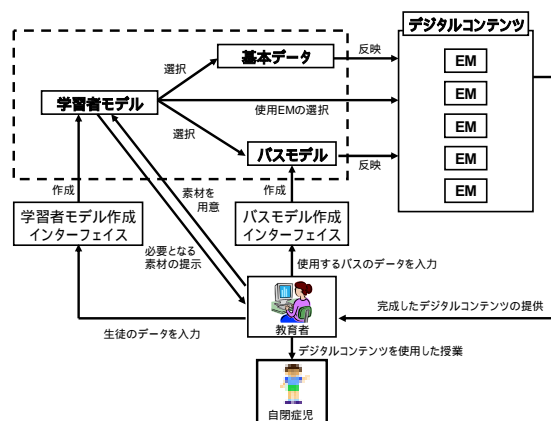 デジタルコンテンツ
基本データ
反映
EM
選択
EM
学習者モデル
使用EMの選択
EM
選択
バスモデル
反映
EM
EM
作成
素材を
用意
作成
学習者モデル作成
インターフェイス
バスモデル作成
インターフェイス
必要となる
素材の提示
使用するバスのデータを入力
完成したデジタルコンテンツの提供
生徒のデータを入力
教育者
デジタルコンテンツを使用した授業
自閉症児